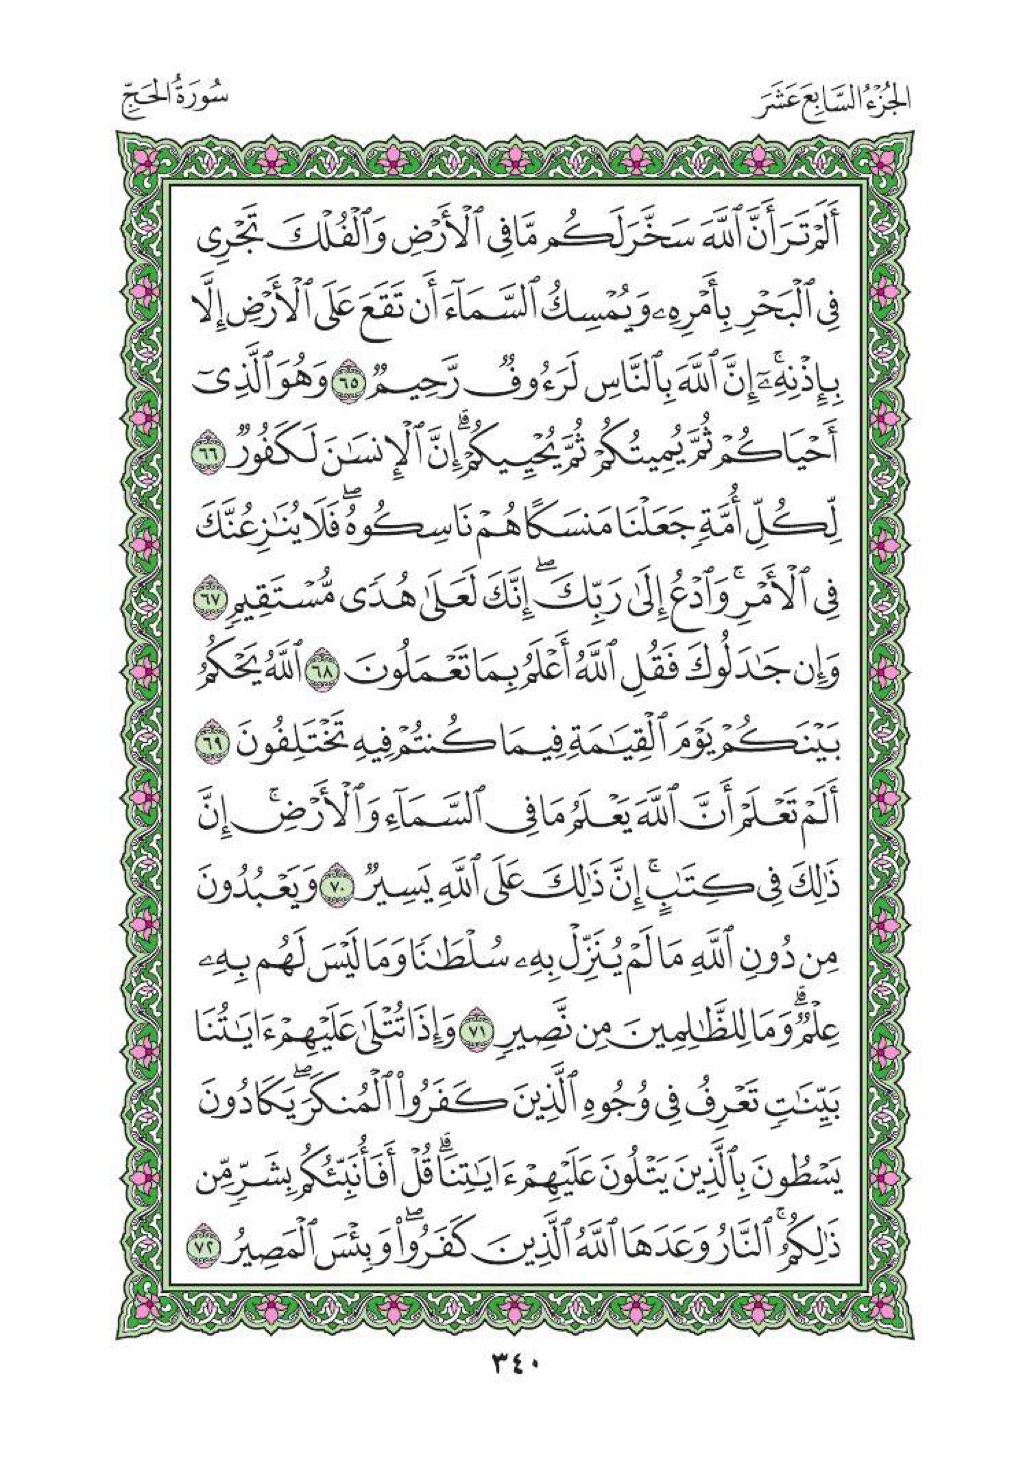 الجُزْءُ السَّابِعَ عَشَرَ
سُورَةُ الحَجِّ
أَلَمْ تَرَ أَنَّ ٱللَّهَ سَخَّرَ لَكُم مَّا فِى ٱلْأَرْضِ وَٱلْفُلْكَ تَجْرِى
فِى ٱلْبَحْرِ بِأَمْرِهِۦ وَيُمْسِكُ ٱلسَّمَآءَ أَن تَقَعَ عَلَى ٱلْأَرْضِ إِلَّا
بِإِذْنِهِۦٓ ۚ إِنَّ ٱللَّهَ بِٱلنَّاسِ لَرَءُوفٌ رَّحِيمٌ ٦٥ وَهُوَ ٱلَّذِىٓ
أَحْيَاكُمْ ثُمَّ يُمِيتُكُمْ ثُمَّ يُحْيِيكُمْ ۗ إِنَّ ٱلْإِنسَٰنَ لَكَفُورٌ ٦٦
لِّكُلِّ أُمَّةٍ جَعَلْنَا مَنسَكًا هُمْ نَاسِكُوهُ ۖ فَلَا يُنَٰزِعُنَّكَ
فِى ٱلْأَمْرِ ۚ وَٱدْعُ إِلَىٰ رَبِّكَ ۖ إِنَّكَ لَعَلَىٰ هُدًى مُّسْتَقِيمٍ ٦٧
وَإِن جَٰدَلُوكَ فَقُلِ ٱللَّهُ أَعْلَمُ بِمَا تَعْمَلُونَ ٦٨ ٱللَّهُ يَحْكُمُ
بَيْنَكُمْ يَوْمَ ٱلْقِيَٰمَةِ فِيمَا كُنتُمْ فِيهِ تَخْتَلِفُونَ ٦٩
أَلَمْ تَعْلَمْ أَنَّ ٱللَّهَ يَعْلَمُ مَا فِى ٱلسَّمَآءِ وَٱلْأَرْضِ ۗ إِنَّ
ذَٰلِكَ فِى كِتَٰبٍ ۚ إِنَّ ذَٰلِكَ عَلَى ٱللَّهِ يَسِيرٌ ٧٠ وَيَعْبُدُونَ
مِن دُونِ ٱللَّهِ مَا لَمْ يُنَزِّلْ بِهِۦ سُلْطَٰنًا وَمَا لَيْسَ لَهُم بِهِۦ
عِلْمٌ ۗ وَمَا لِلظَّٰلِمِينَ مِن نَّصِيرٍ ٧١ وَإِذَا تُتْلَىٰ عَلَيْهِمْ ءَايَٰتُنَا
بَيِّنَٰتٍ تَعْرِفُ فِى وُجُوهِ ٱلَّذِينَ كَفَرُوا۟ ٱلْمُنكَرَ ۖ يَكَادُونَ
يَسْطُونَ بِٱلَّذِينَ يَتْلُونَ عَلَيْهِمْ ءَايَٰتِنَا ۗ قُلْ أَفَأُنَبِّئُكُم بِشَرٍّ مِّن
ذَٰلِكُمُ ۚ ٱلنَّارُ وَعَدَهَا ٱللَّهُ ٱلَّذِينَ كَفَرُوا۟ ۖ وَبِئْسَ ٱلْمَصِيرُ ٧٢
٣٤٠